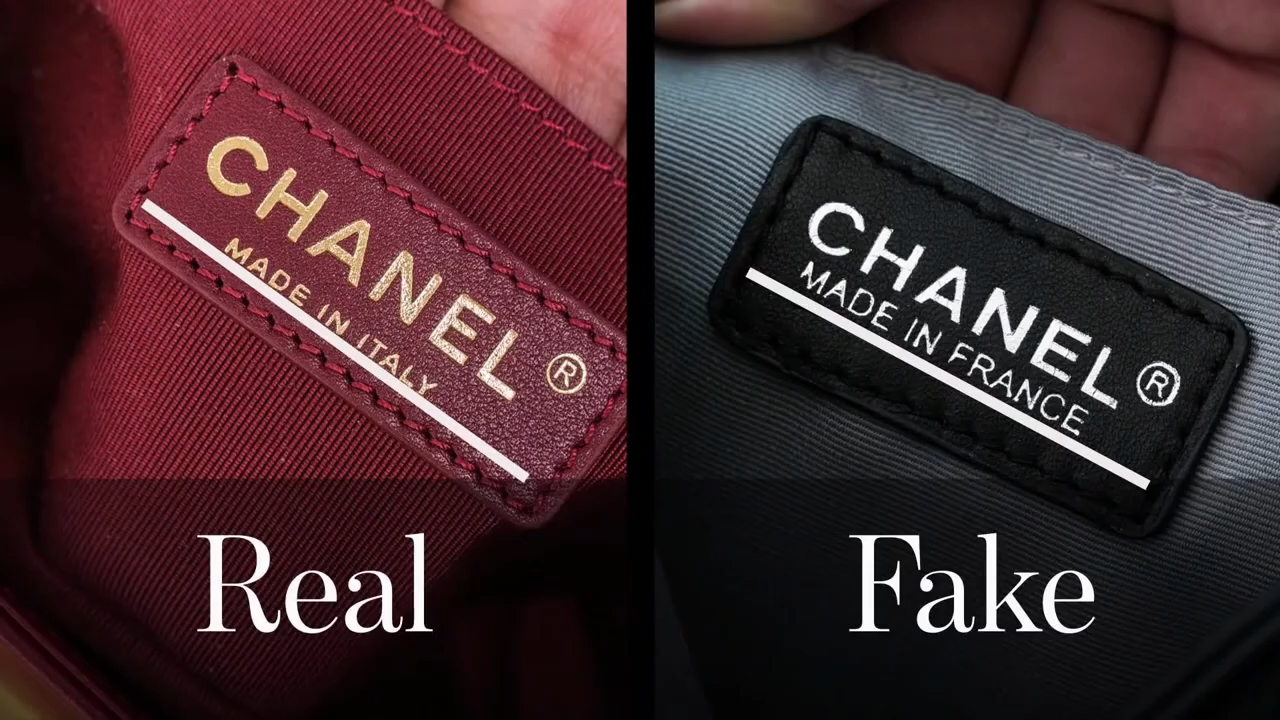 CHANEL ®
MADE IN ITALY
Real
CHANEL ®
MADE IN FRANCE
Fake